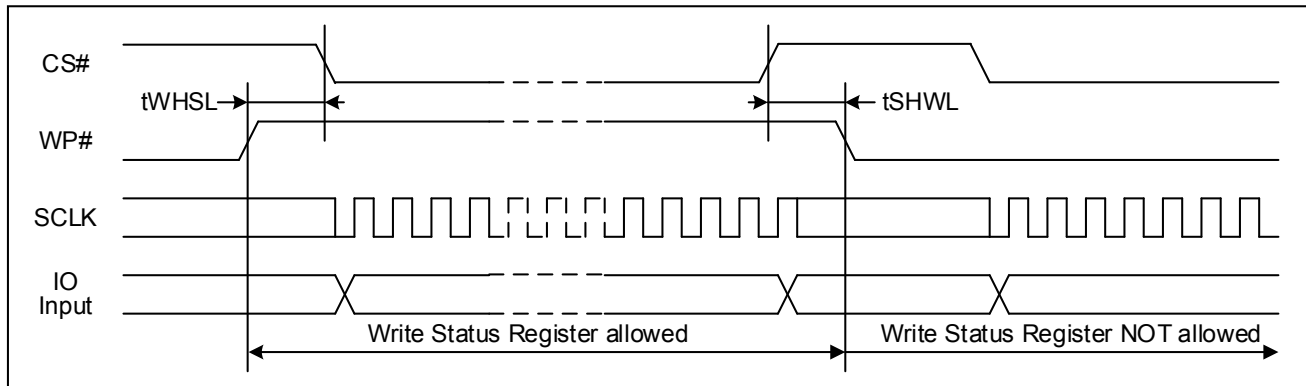 CS#
tWHSL
tSHWL
WP#
SCLK
IO
Input
Write Status Register allowed
Write Status Register NOT allowed